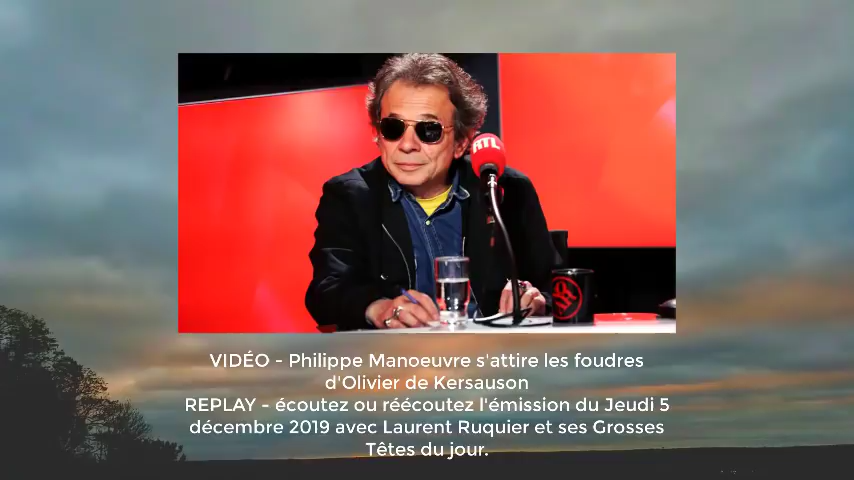 RTL
VIDÉO - Philippe Manoeuvre s'attire les foudres
d'Olivier de Kersauson
REPLAY - écoutez ou réécoutez l'émission du Jeudi 5
décembre 2019 avec Laurent Ruquier et ses Grosses
Têtes du jour.